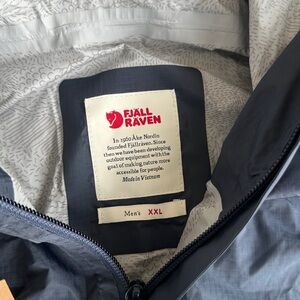 FJÄLL
RÄVEN
In 1960 Åke Nordin
founded Fjällräven. Since
then we have been developing
outdoor equipment with the
goal of making nature more
accessible for people.
Made in Vietnam
Men's XXL